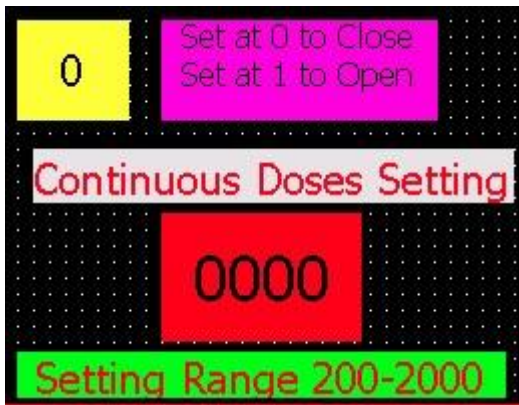 0
Set at 0 to Close
Set at 1 to Open
Continuous Doses Setting
0000
Setting Range 200-2000